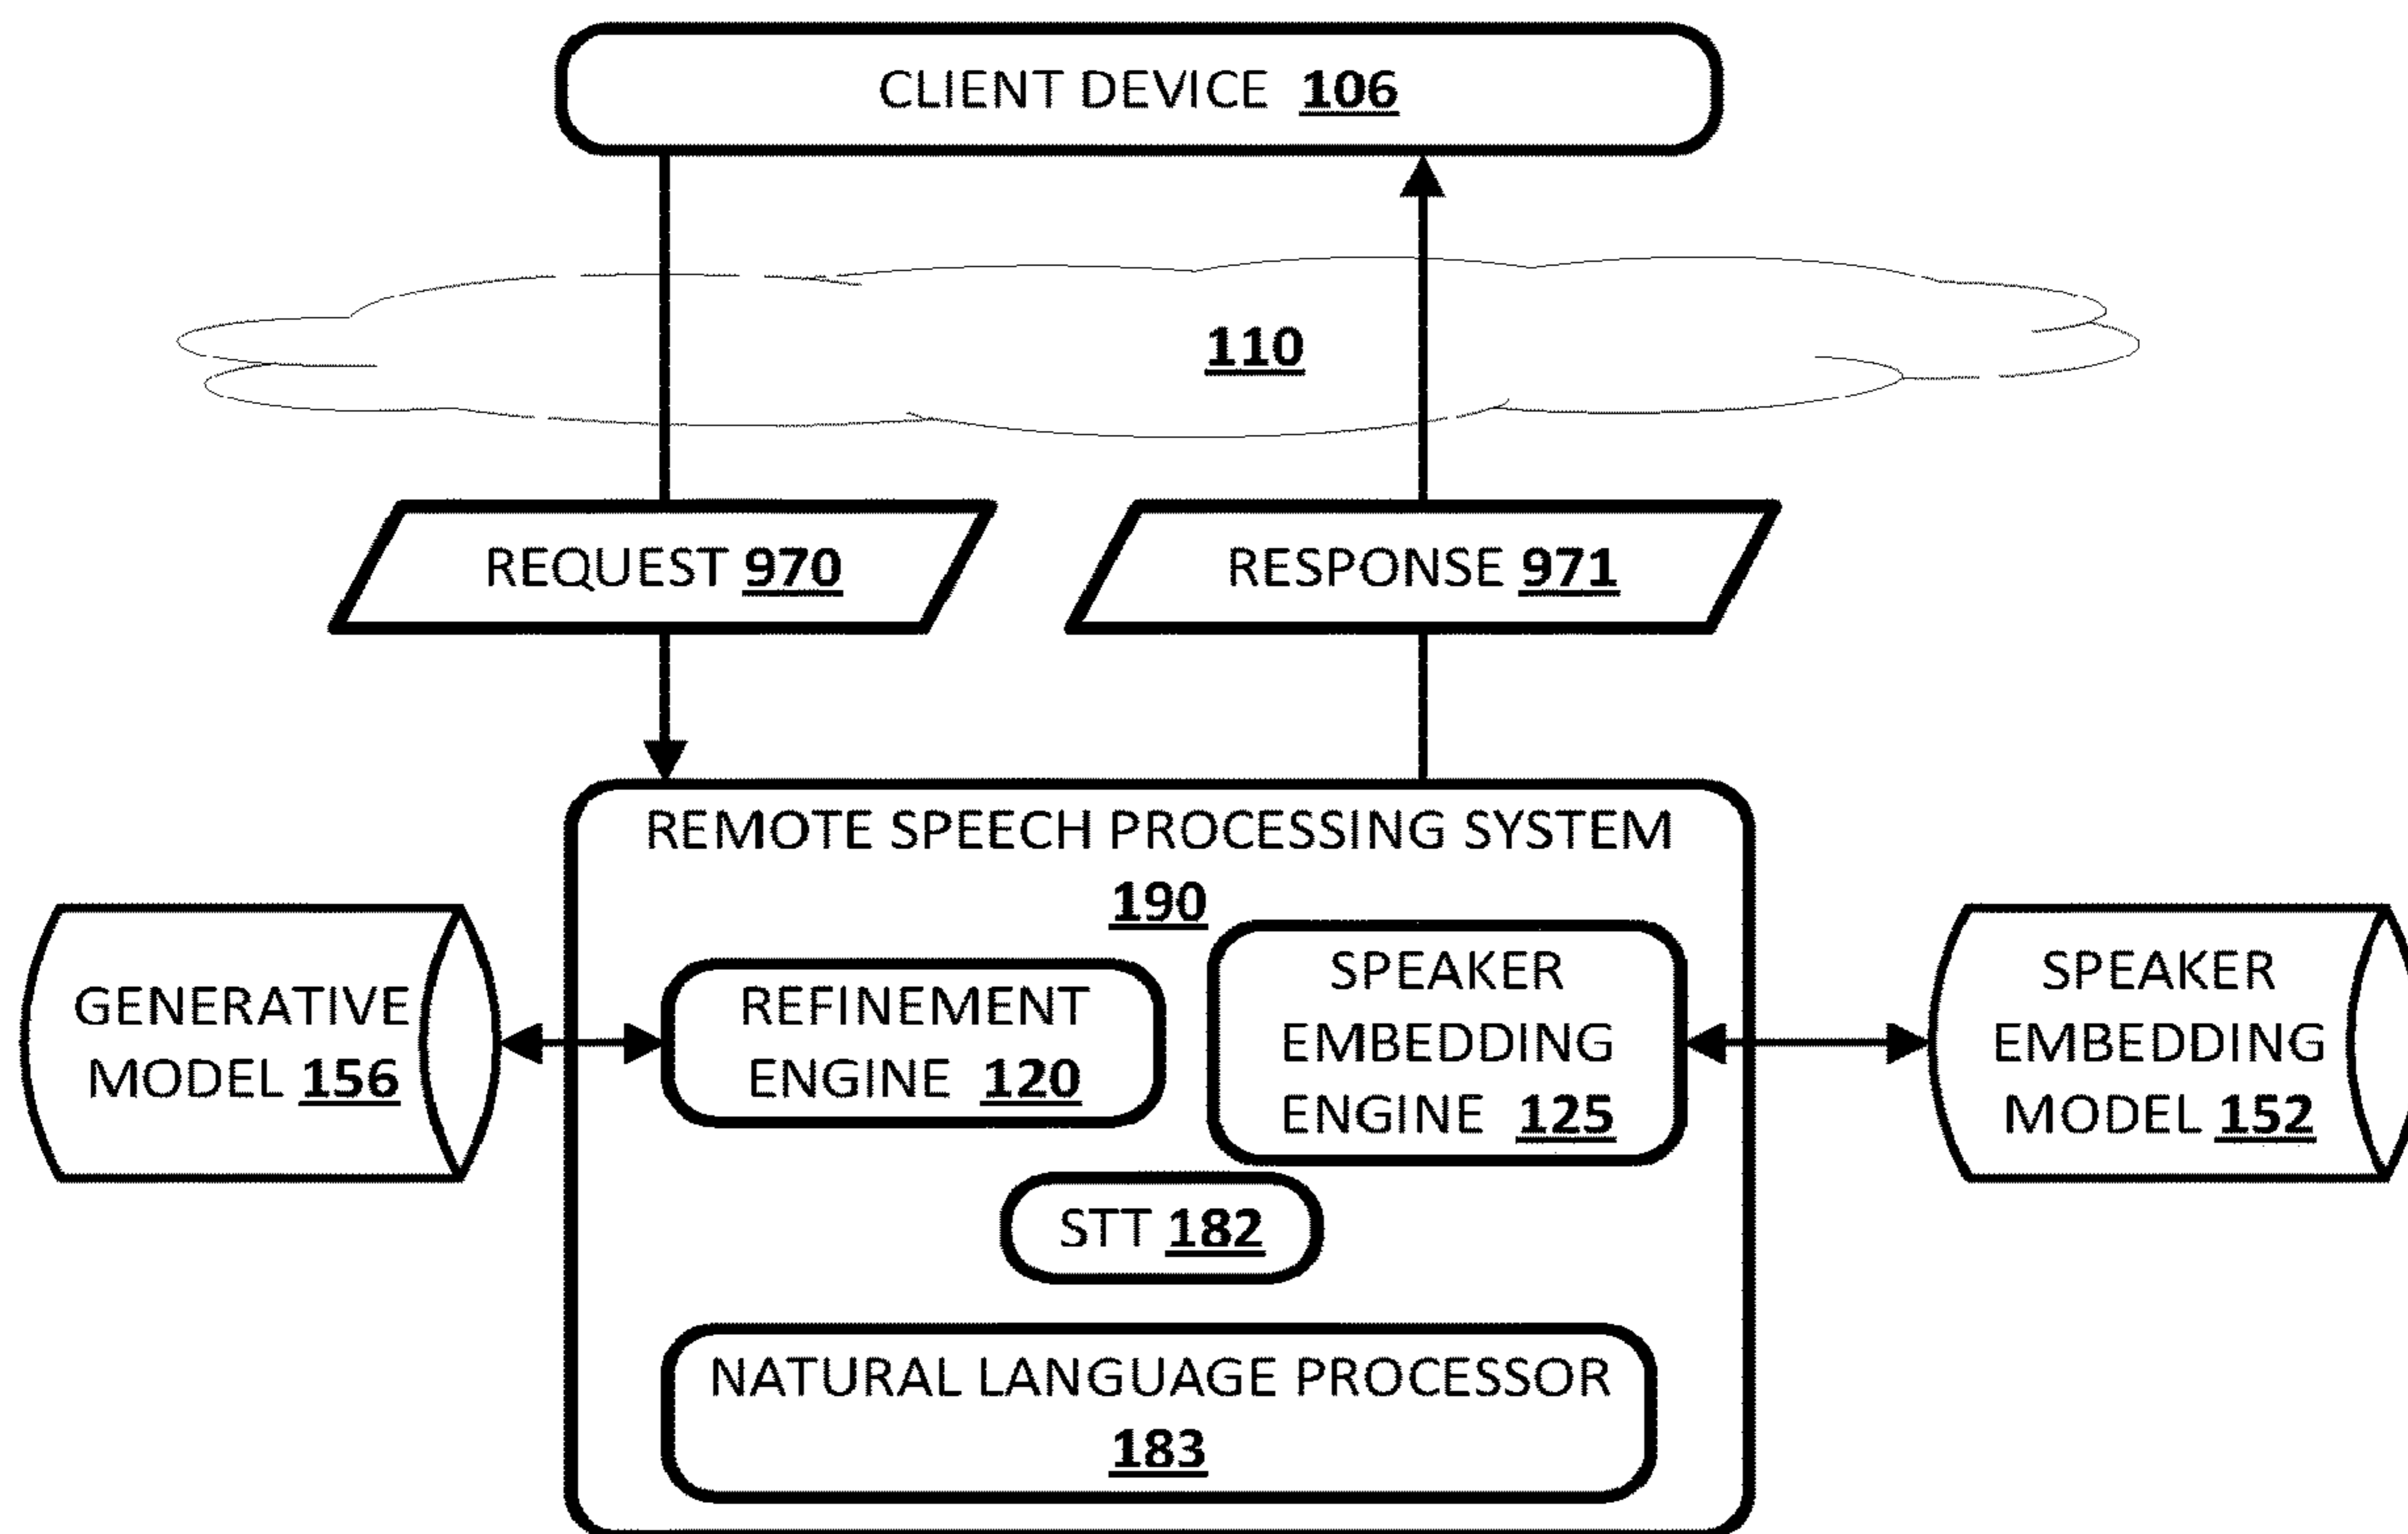 CLIENT DEVICE 106
110
REQUEST 970
RESPONSE 971
REMOTE SPEECH PROCESSING SYSTEM
190
GENERATIVE
MODEL 156
REFINEMENT
ENGINE 120
SPEAKER
EMBEDDING
ENGINE 125
SPEAKER
EMBEDDING
MODEL 152
STT 182
NATURAL LANGUAGE PROCESSOR
183